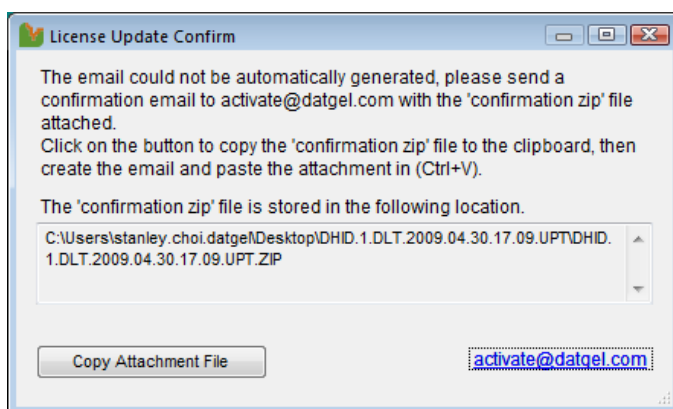 License Update Confirm
The email could not be automatically generated, please send a
confirmation email to activate@datgel.com with the 'confirmation zip' file
attached.
Click on the button to copy the 'confirmation zip' file to the clipboard, then
create the email and paste the attachment in (Ctrl+V).
The 'confirmation zip' file is stored in the following location.
C:\Users\stanley.choi.datgel\Desktop\DHID.1.DLT.2009.04.30.17.09.UPT\DHID.
1.DLT.2009.04.30.17.09.UPT.ZIP
Copy Attachment File
activate@datgel.com